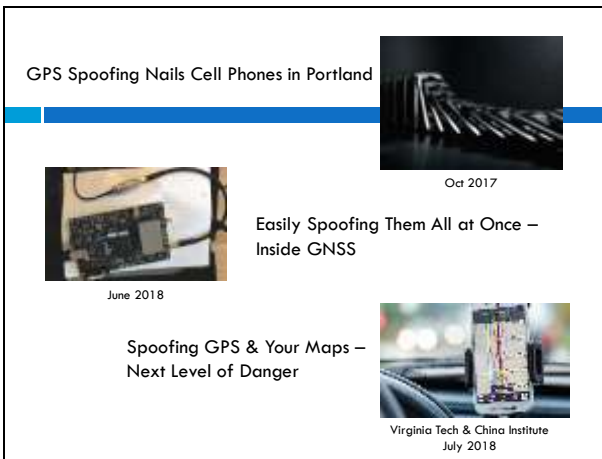 GPS Spoofing Nails Cell Phones in Portland
Oct 2017
Easily Spoofing Them All at Once –
Inside GNSS
June 2018
Spoofing GPS & Your Maps –
Next Level of Danger
Virginia Tech & China Institute
July 2018